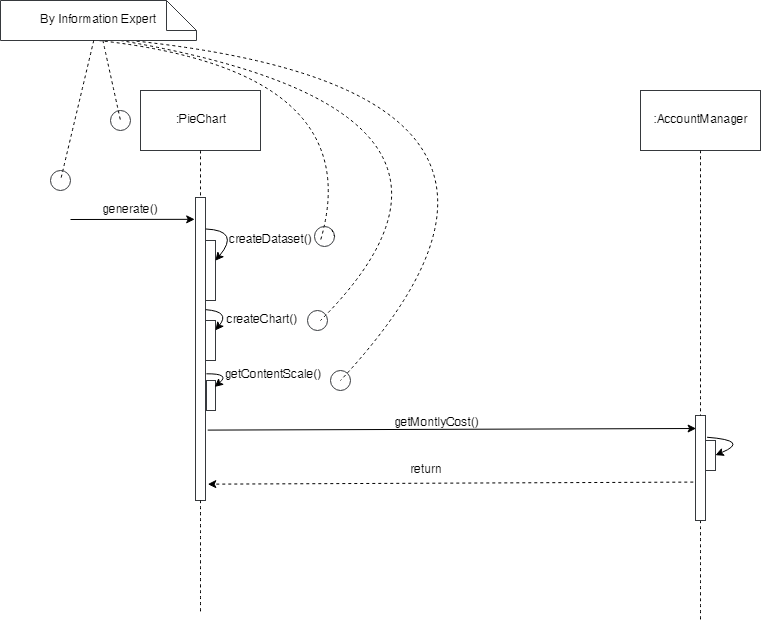 By Information Expert
:PieChart
:AccountManager
generate()
createDataset()
createChart()
getContentScale()
getMontlyCost()
return